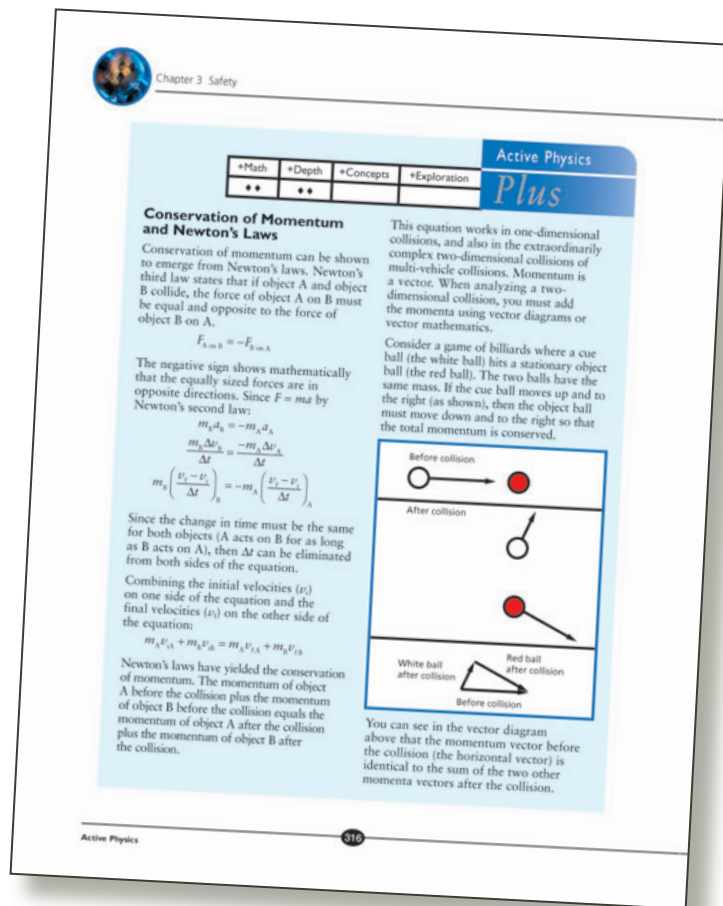 Chapter 3 Safety
+Math +Depth +Concepts +Exploration
♦♦ ♦♦
Active Physics
Plus
Conservation of Momentum
and Newton's Laws
Conservation of momentum can be shown
to emerge from Newton's laws. Newton's
third law states that if object A and object
B collide, the force of object A on B must
be equal and opposite to the force of
object B on A.
F_{A on B} = −F_{B on A}
The negative sign shows mathematically
that the equally sized forces are in
opposite directions. Since F = ma by
Newton's second law:
m_B a_B = −m_A a_A
m_B Δv_B / Δt = −m_A Δv_A / Δt
m_B ((v_f − v_i) / Δt)_B = −m_A ((v_f − v_i) / Δt)_A
Since the change in time must be the same
for both objects (A acts on B for as long
as B acts on A), then Δt can be eliminated
from both sides of the equation.
Combining the initial velocities (v_i)
on one side of the equation and the
final velocities (v_f) on the other side of
the equation:
m_A v_{iA} + m_B v_{iB} = m_A v_{fA} + m_B v_{fB}
Newton's laws have yielded the conservation
of momentum. The momentum of object
A before the collision plus the momentum
of object B before the collision equals the
momentum of object A after the collision
plus the momentum of object B after
the collision.
This equation works in one-dimensional
collisions, and also in the extraordinarily
complex two-dimensional collisions of
multi-vehicle collisions. Momentum is
a vector. When analyzing a two-
dimensional collision, you must add
the momenta using vector diagrams or
vector mathematics.
Consider a game of billiards where a cue
ball (the white ball) hits a stationary object
ball (the red ball). The two balls have the
same mass. If the cue ball moves up and to
the right (as shown), then the object ball
must move down and to the right so that
the total momentum is conserved.
Before collision
After collision
White ball
after collision
Red ball
after collision
Before collision
You can see in the vector diagram
above that the momentum vector before
the collision (the horizontal vector) is
identical to the sum of the two other
momenta vectors after the collision.
Active Physics
316